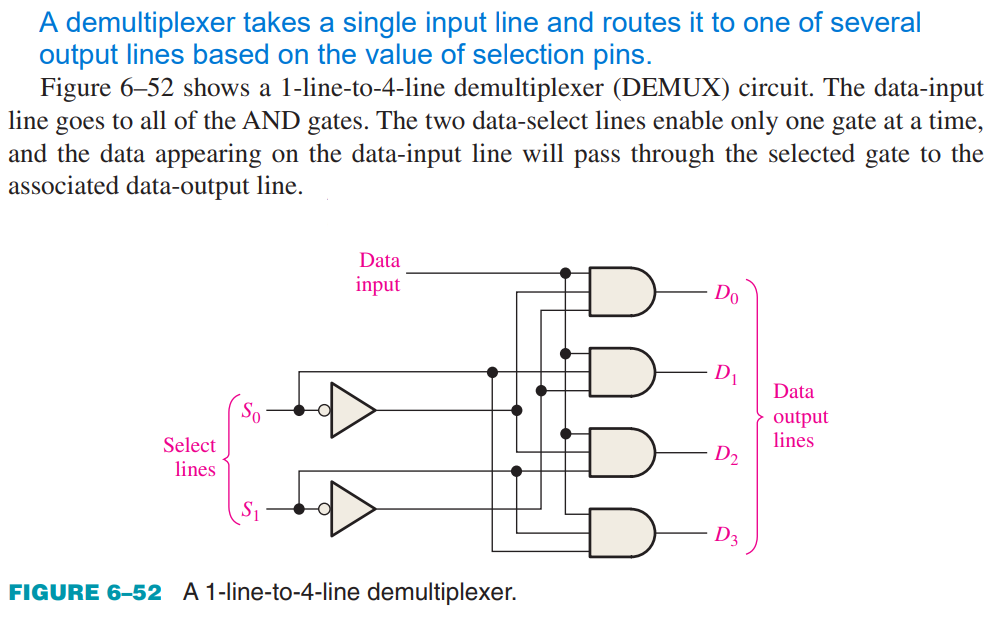 A demultiplexer takes a single input line and routes it to one of several
output lines based on the value of selection pins.
Figure 6–52 shows a 1-line-to-4-line demultiplexer (DEMUX) circuit. The data-input
line goes to all of the AND gates. The two data-select lines enable only one gate at a time,
and the data appearing on the data-input line will pass through the selected gate to the
associated data-output line.
Data
input
D0
D1
Data
output
lines
S0
Select
lines
D2
S1
D3
FIGURE 6–52 A 1-line-to-4-line demultiplexer.